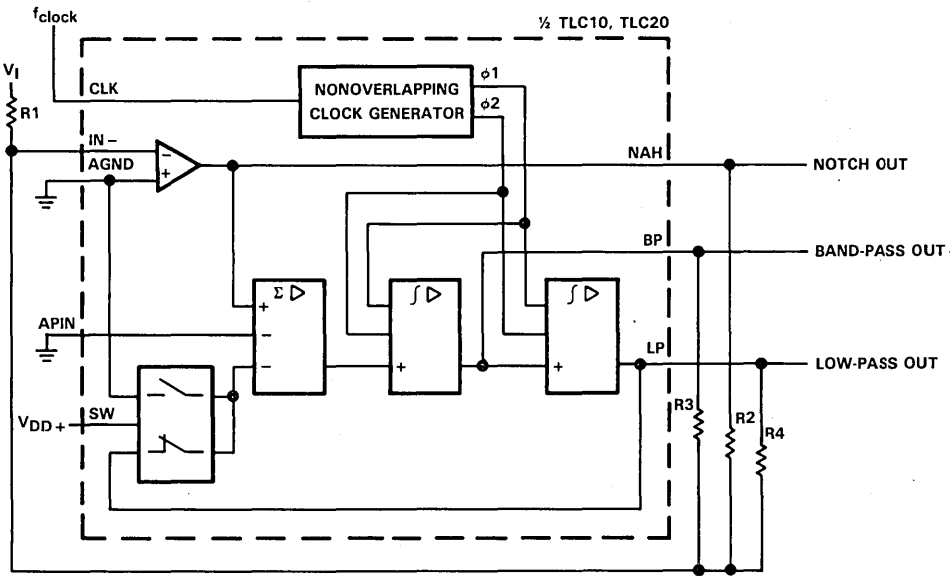 fclock
½ TLC10, TLC20
VI
R1
CLK
NONOVERLAPPING
CLOCK GENERATOR
ϕ1
ϕ2
IN −
AGND
−
+
NAH
NOTCH OUT
BP
BAND-PASS OUT
Σ ▷
+
−
−
∫ ▷
+
∫ ▷
+
APIN
LP
LOW-PASS OUT
VDD+
SW
R3
R2
R4